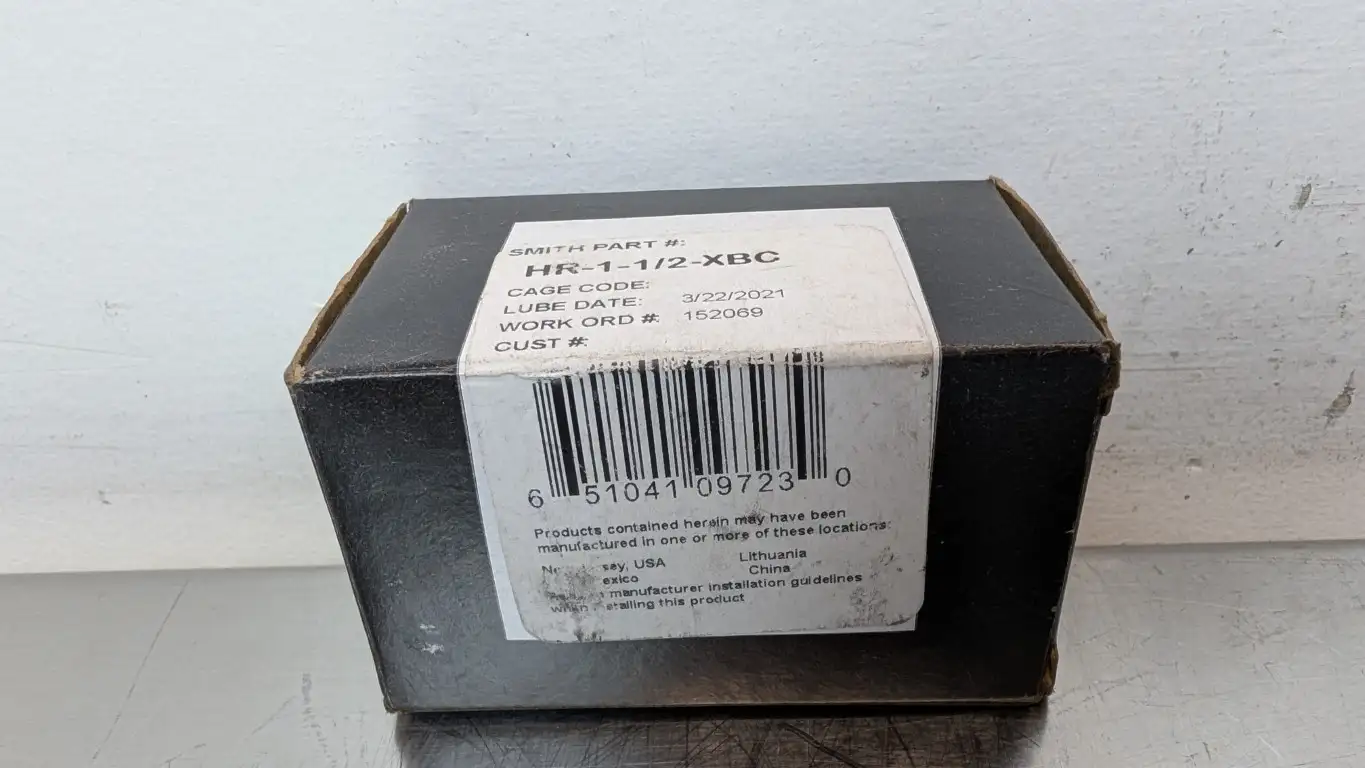 SMITH PART #:
HR-1-1/2-XBC
CAGE CODE:
LUBE DATE: 3/22/2021
WORK ORD #: 152069
CUST #:
6 51041 09723 0
Products contained herein may have been
manufactured in one or more of these locations:
USA Lithuania
China
manufacturer installation guidelines
when this product